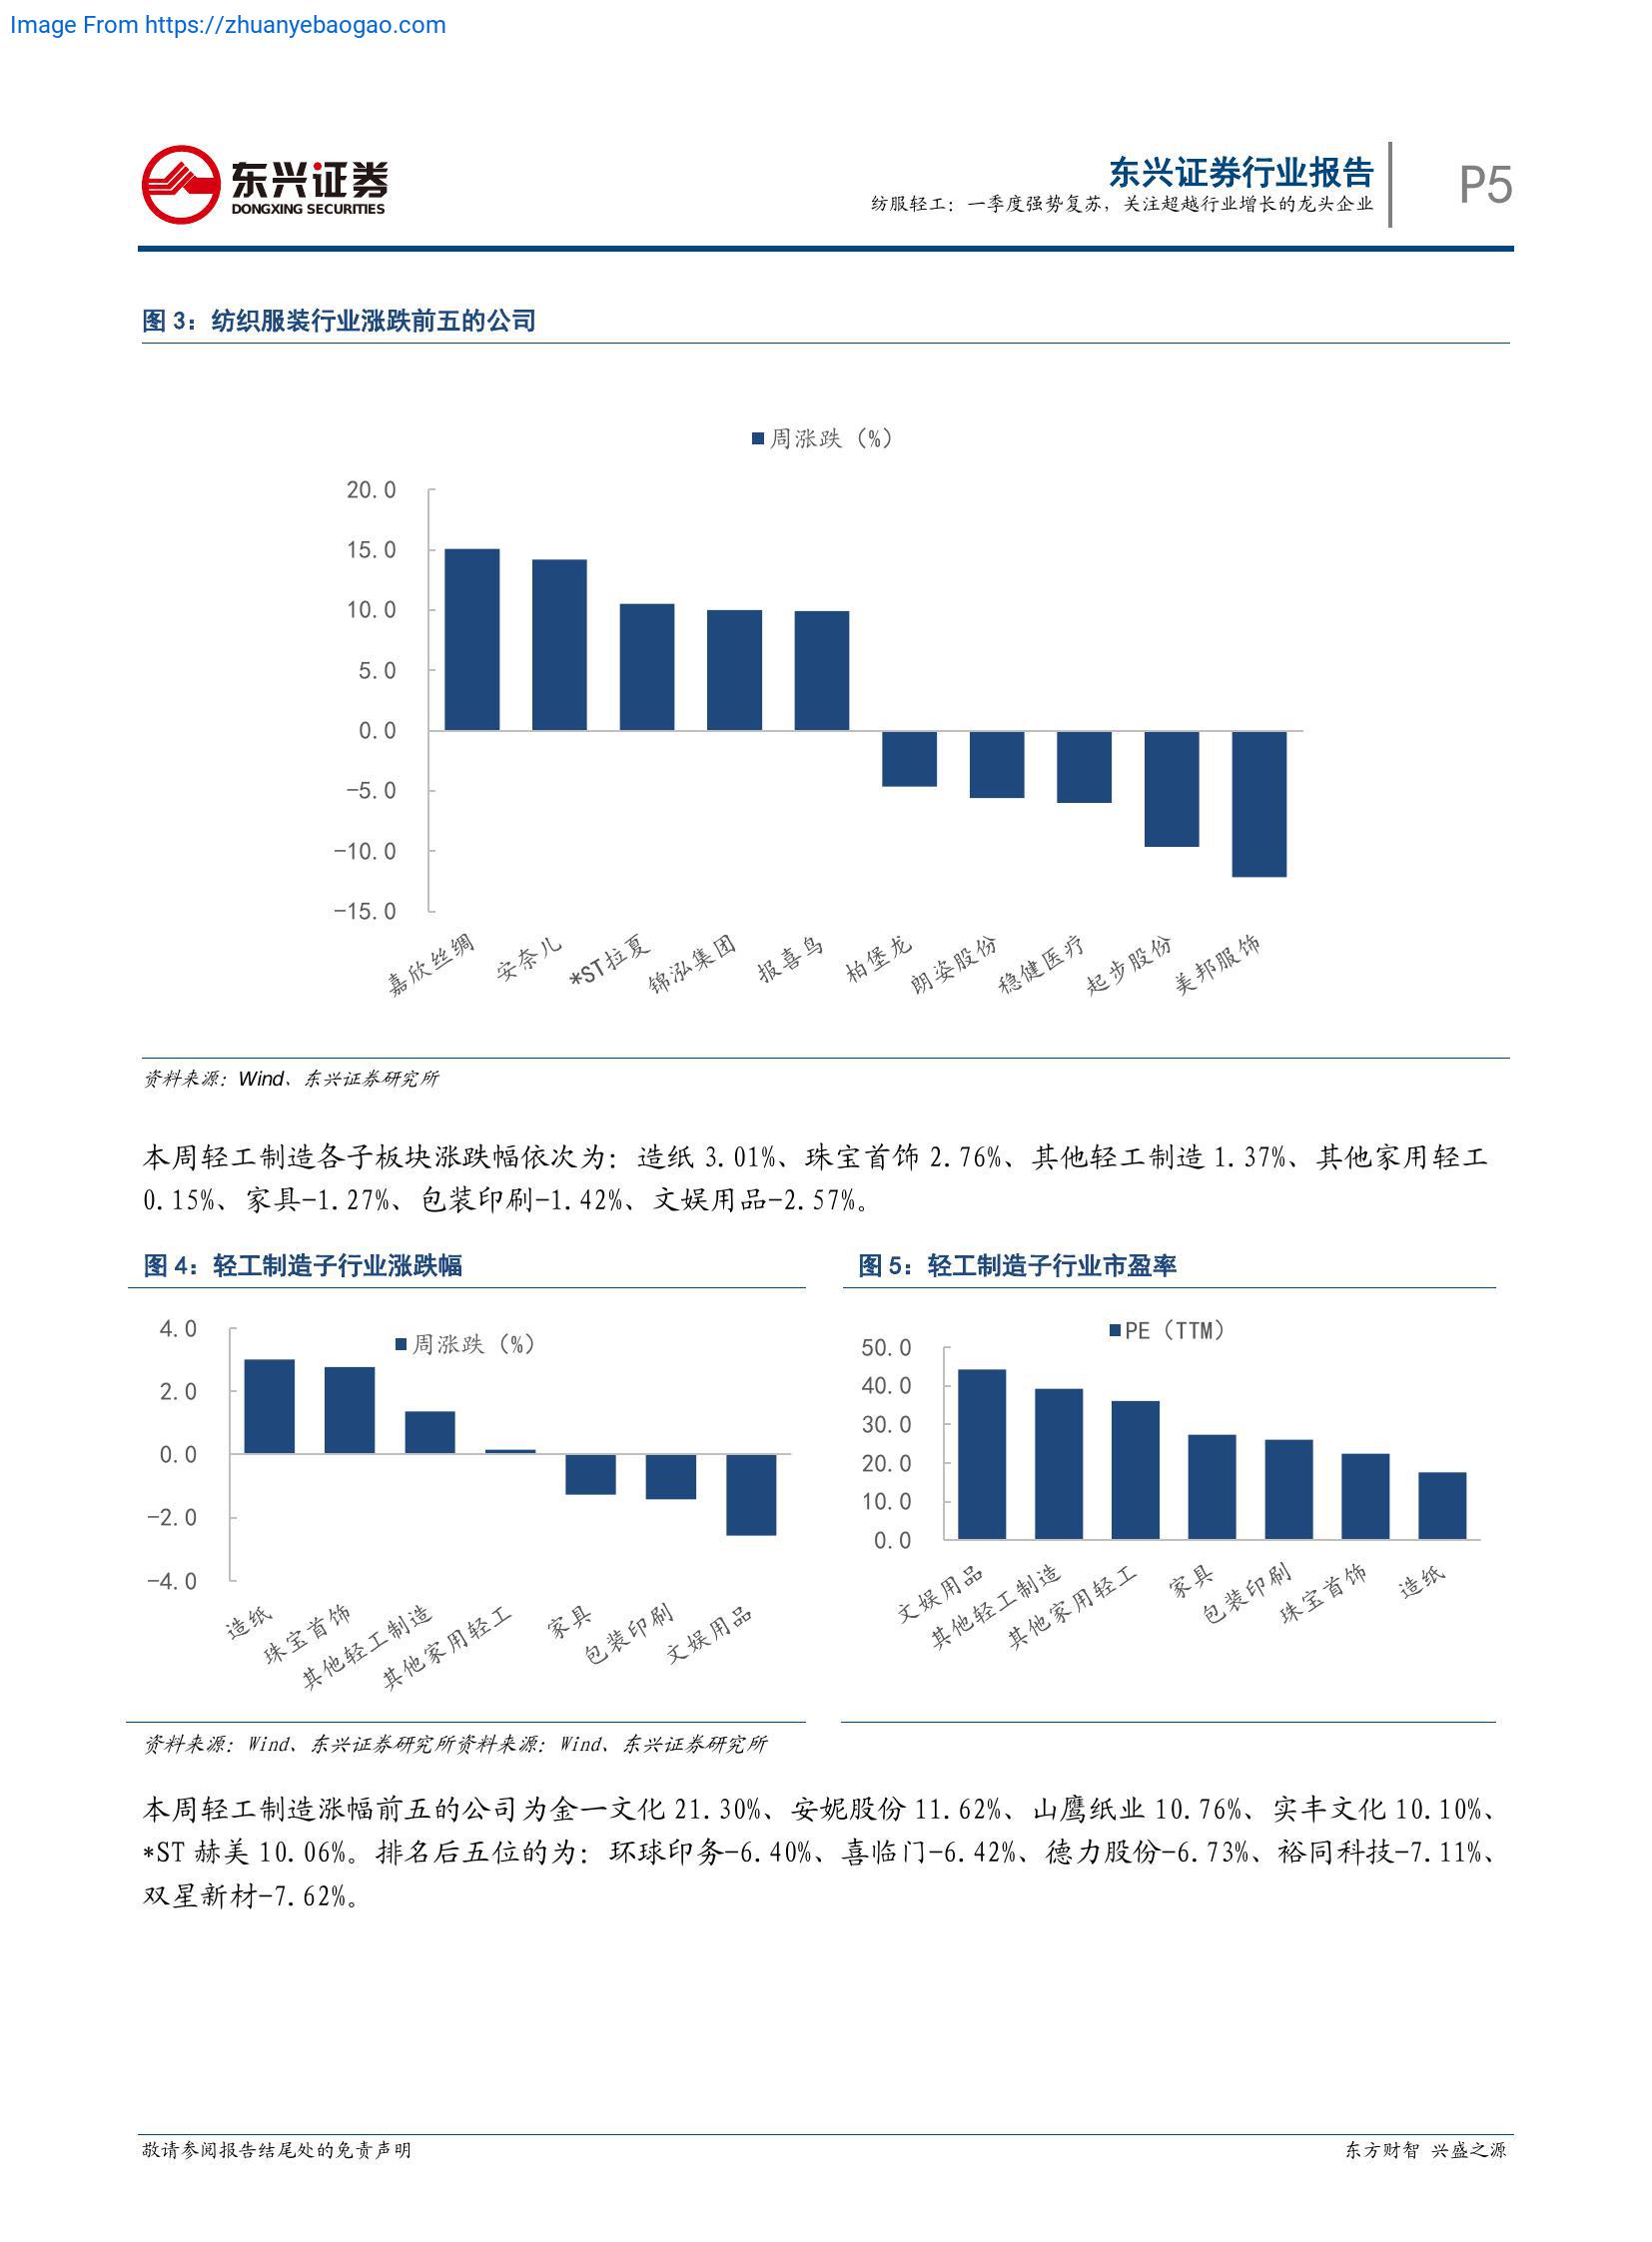 Image From https://zhuanyebaogao.com
东兴证券
DONGXING SECURITIES
东兴证券行业报告
纺服轻工：一季度强势复苏，关注超越行业增长的龙头企业
P5
图 3：纺织服装行业涨跌前五的公司
周涨跌（%）
20.0
15.0
10.0
5.0
0.0
-5.0
-10.0
-15.0
嘉欣丝绸
安奈儿
*ST拉夏
锦泓集团
报喜鸟
柏堡龙
朗姿股份
稳健医疗
起步股份
美邦服饰
资料来源：Wind、东兴证券研究所
本周轻工制造各子板块涨跌幅依次为：造纸 3.01%、珠宝首饰 2.76%、其他轻工制造 1.37%、其他家用轻工
0.15%、家具-1.27%、包装印刷-1.42%、文娱用品-2.57%。
图 4：轻工制造子行业涨跌幅
周涨跌（%）
4.0
2.0
0.0
-2.0
-4.0
造纸
珠宝首饰
其他轻工制造
其他家用轻工
家具
包装印刷
文娱用品
图 5：轻工制造子行业市盈率
PE（TTM）
50.0
40.0
30.0
20.0
10.0
0.0
文娱用品
其他轻工制造
其他家用轻工
家具
包装印刷
珠宝首饰
造纸
资料来源：Wind、东兴证券研究所资料来源：Wind、东兴证券研究所
本周轻工制造涨幅前五的公司为金一文化 21.30%、安妮股份 11.62%、山鹰纸业 10.76%、实丰文化 10.10%、
*ST 赫美 10.06%。排名后五位的为：环球印务-6.40%、喜临门-6.42%、德力股份-6.73%、裕同科技-7.11%、
双星新材-7.62%。
敬请参阅报告结尾处的免责声明
东方财智 兴盛之源